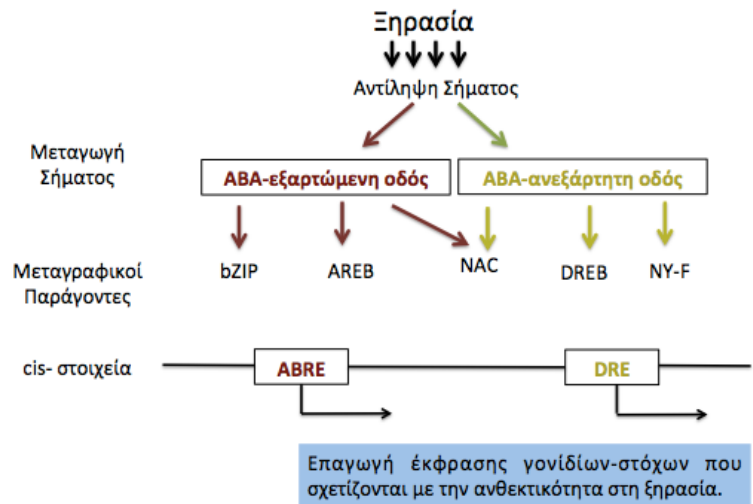 Ξηρασία
Αντίληψη Σήματος
Μεταγωγή
Σήματος
ABA-εξαρτώμενη οδός
ABA-ανεξάρτητη οδός
Μεταγραφικοί
Παράγοντες
bZIP
AREB
NAC
DREB
NY-F
cis- στοιχεία
ABRE
DRE
Επαγωγή έκφρασης γονίδίων-στόχων που
σχετίζονται με την ανθεκτικότητα στη ξηρασία.